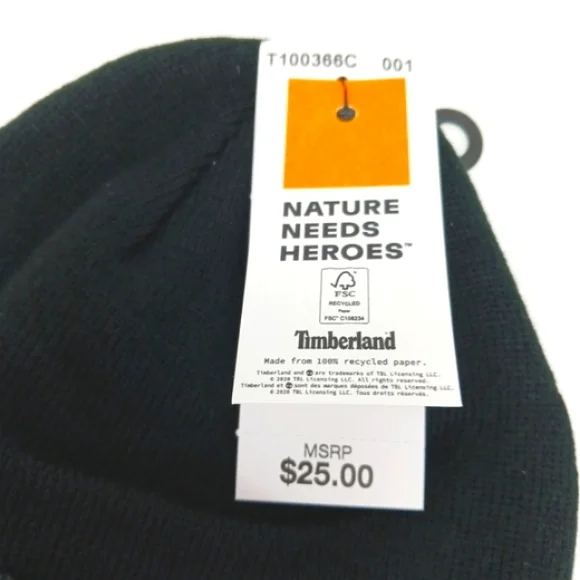 T100366C 001
NATURE
NEEDS
HEROES™
FSC
RECYCLED
Paper
FSC® C106234
Timberland
Made from 100% recycled paper.
Timberland and are trademarks of TBL Licensing LLC.
© 2020 TBL Licensing LLC. All rights reserved.
Timberland et sont des marques déposées de TBL Licensing LLC.
© 2020 TBL Licensing LLC. Tous droits réservés.
MSRP
$25.00